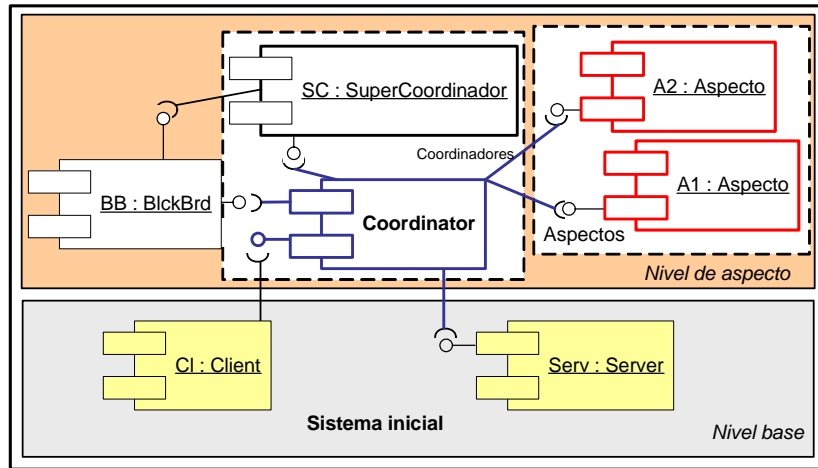 SC : SuperCoordinador
A2 : Aspecto
Coordinadores
A1 : Aspecto
BB : BlckBrd
Coordinator
Aspectos
Nivel de aspecto
Cl : Client
Serv : Server
Sistema inicial
Nivel base